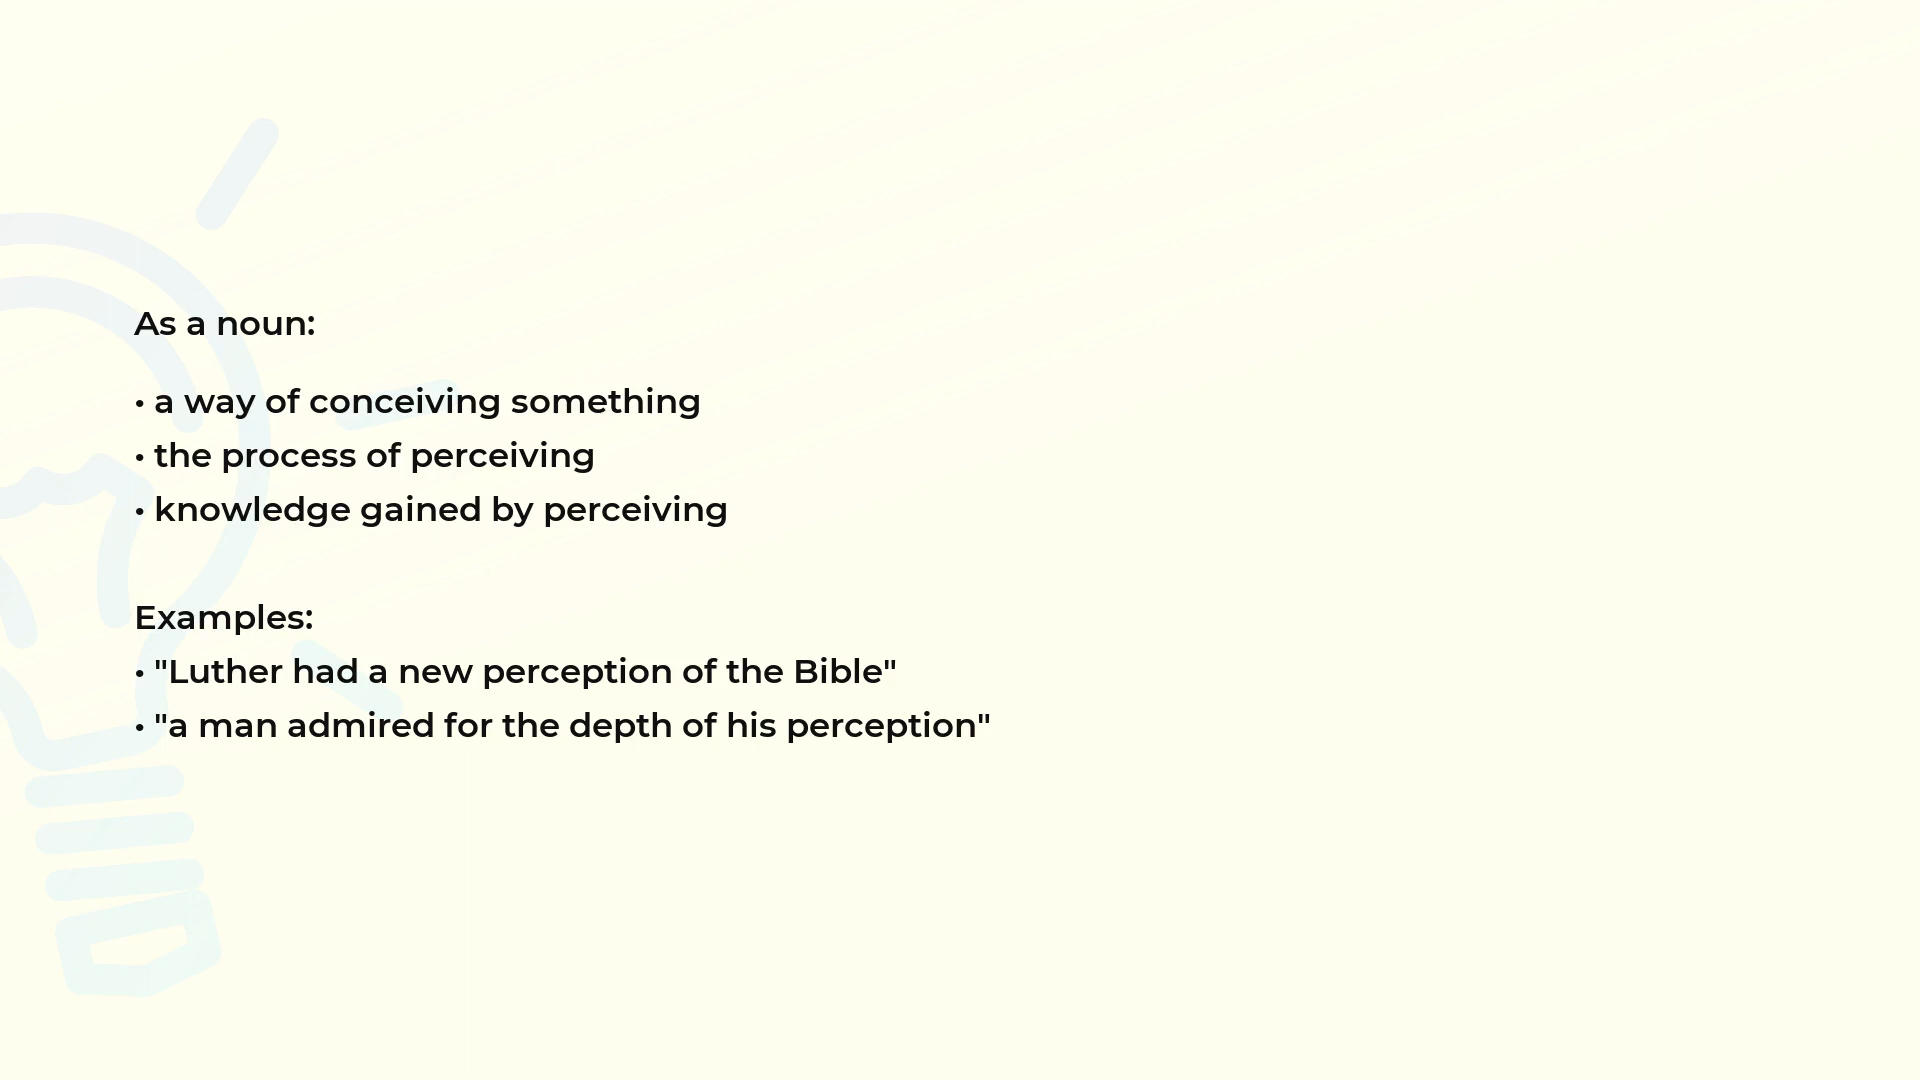 As a noun:
• a way of conceiving something
• the process of perceiving
• knowledge gained by perceiving
Examples:
• "Luther had a new perception of the Bible"
• "a man admired for the depth of his perception"